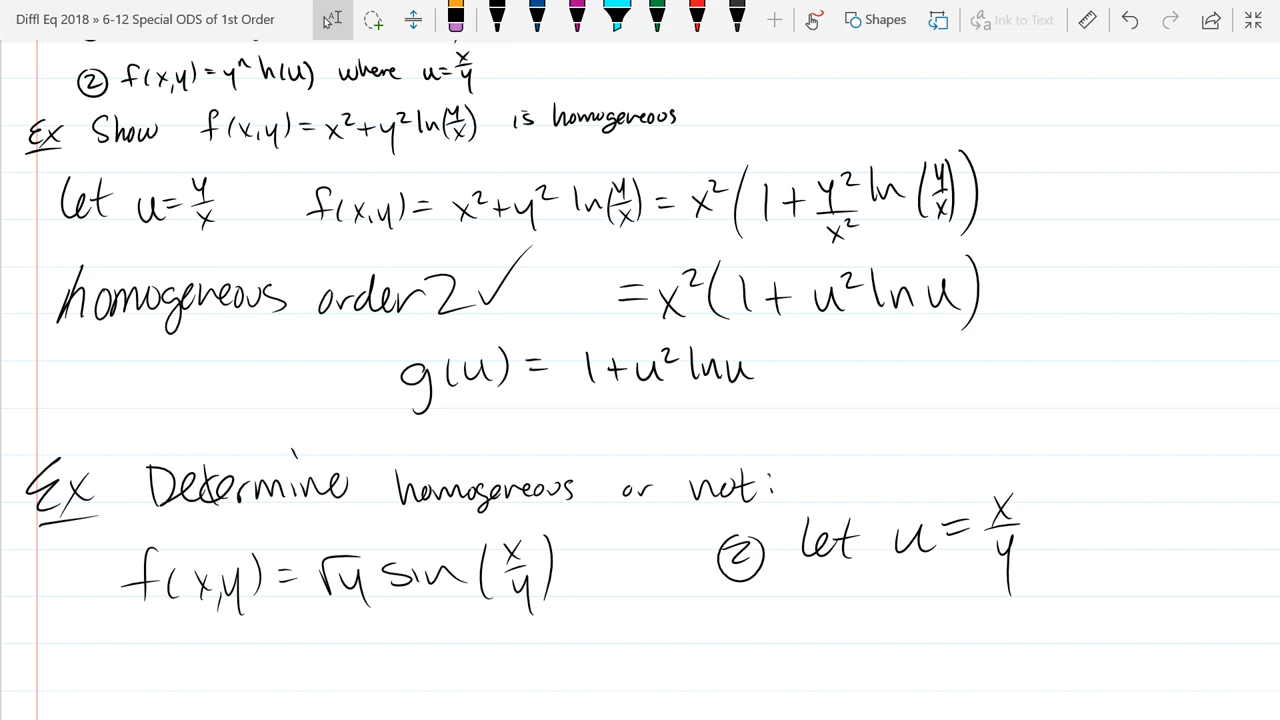 Diffl Eq 2018 » 6-12 Special ODS of 1st Order
Shapes
Ink to Text
② f(x,y) = yⁿ h(u) where u = x/y
Ex Show f(x,y) = x² + y² ln(y/x) is homogeneous
let u = y/x f(x,y) = x² + y² ln(y/x) = x²(1 + y²/x² ln(y/x))
homogeneous order 2 ✓ = x²(1 + u² ln u)
g(u) = 1 + u² ln u
Ex Determine homogeneous or not:
f(x,y) = √y sin(x/y) ② let u = x/y